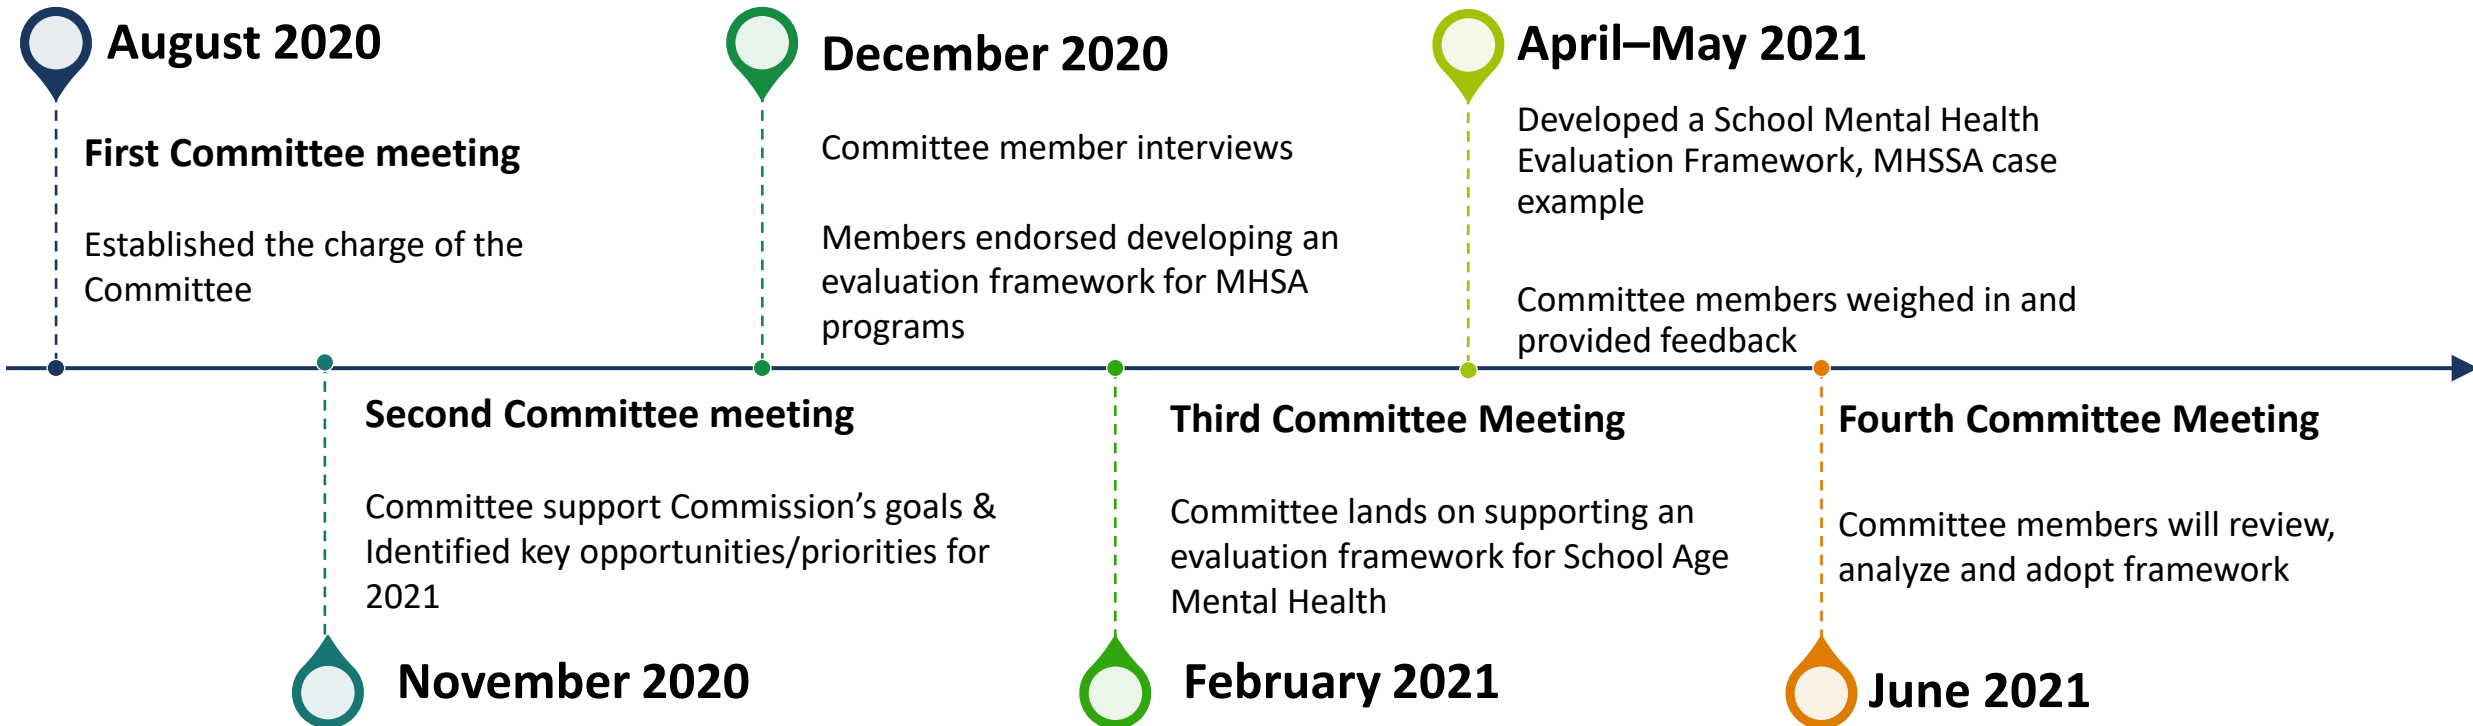 August 2020
First Committee meeting
Established the charge of the
Committee
Second Committee meeting
Committee support Commission’s goals &
Identified key opportunities/priorities for
2021
November 2020
December 2020
Committee member interviews
Members endorsed developing an
evaluation framework for MHSA
programs
Third Committee Meeting
Committee lands on supporting an
evaluation framework for School Age
Mental Health
February 2021
April–May 2021
Developed a School Mental Health
Evaluation Framework, MHSSA case
example
Committee members weighed in and
provided feedback
Fourth Committee Meeting
Committee members will review,
analyze and adopt framework
June 2021